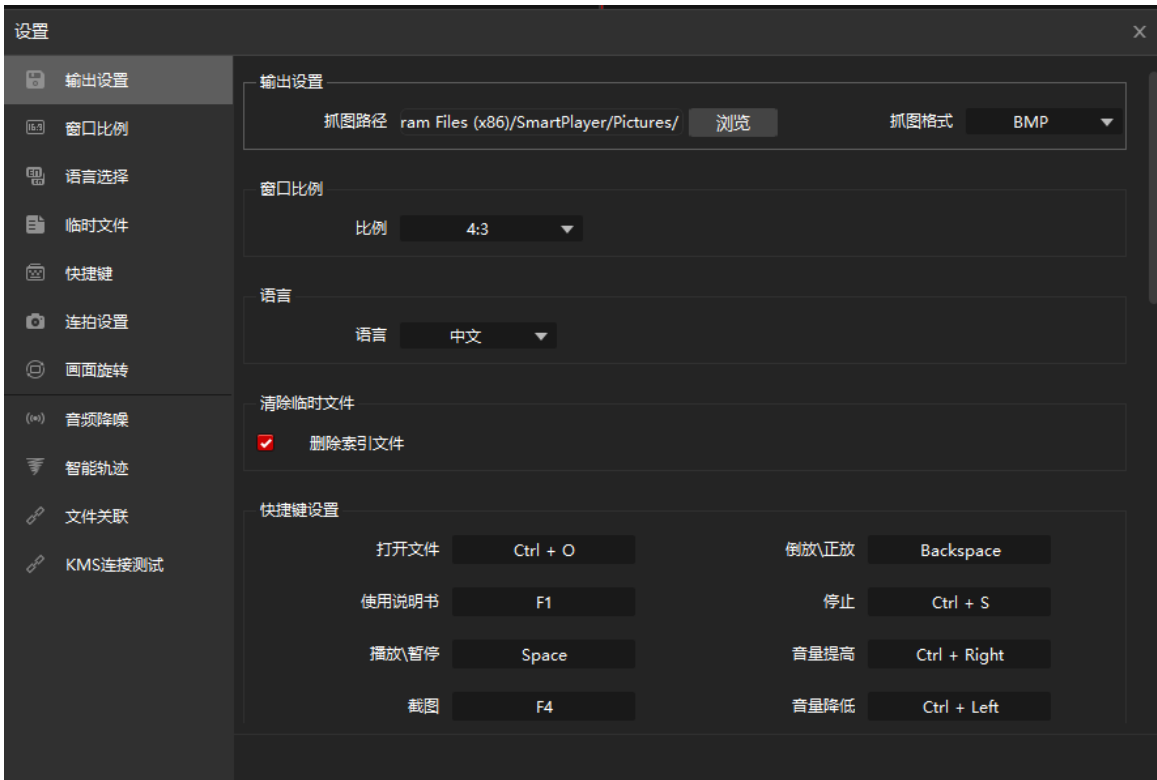 设置
输出设置
窗口比例
语言选择
临时文件
快捷键
连拍设置
画面旋转
音频降噪
智能轨迹
文件关联
KMS连接测试
输出设置
抓图路径 ram Files (x86)/SmartPlayer/Pictures/ 浏览 抓图格式 BMP
窗口比例
比例 4:3
语言
语言 中文
清除临时文件
删除索引文件
快捷键设置
打开文件 Ctrl + O 倒放\正放 Backspace
使用说明书 F1 停止 Ctrl + S
播放\暂停 Space 音量提高 Ctrl + Right
截图 F4 音量降低 Ctrl + Left